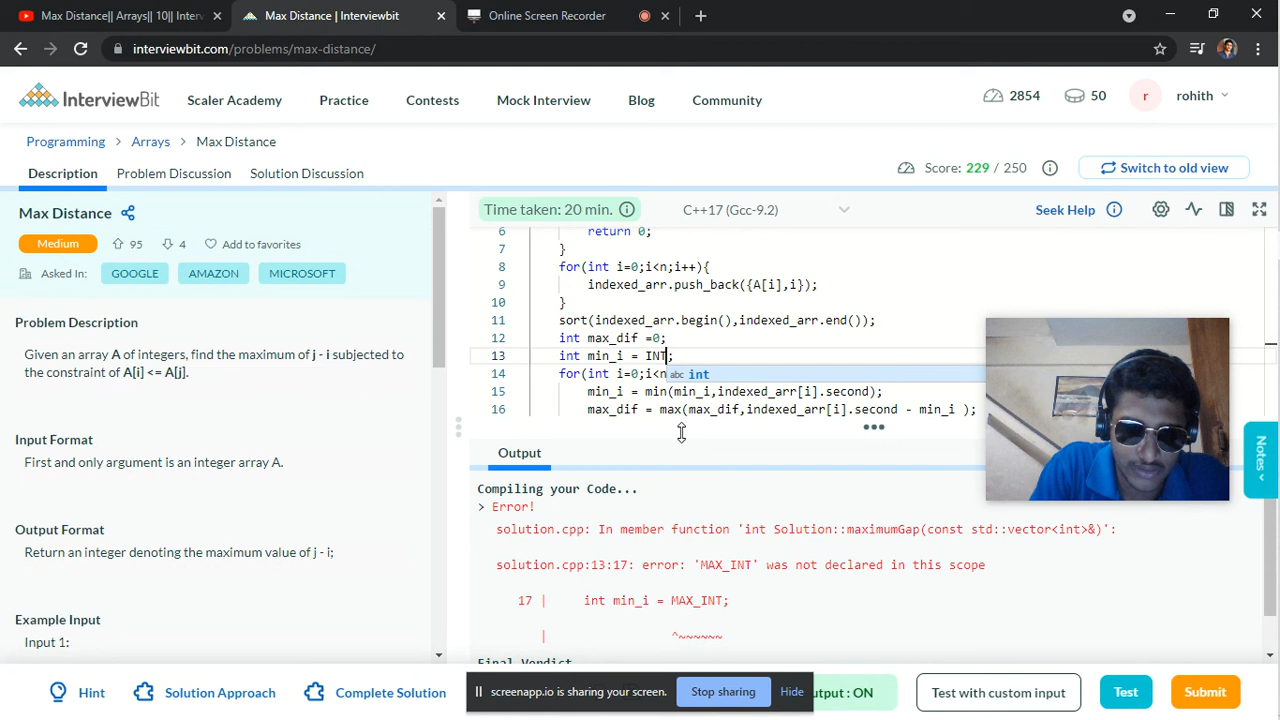 Max Distance|| Arrays|| 10|| Interv
Max Distance | Interviewbit
Online Screen Recorder
interviewbit.com/problems/max-distance/
InterviewBit
Scaler Academy
Practice
Contests
Mock Interview
Blog
Community
2854
50
r
rohith
Programming > Arrays > Max Distance
Description
Problem Discussion
Solution Discussion
Score: 229 / 250
Switch to old view
Max Distance
Medium
95
4
Add to favorites
Asked In:
GOOGLE
AMAZON
MICROSOFT
Problem Description
Given an array A of integers, find the maximum of j - i subjected to
the constraint of A[i] <= A[j].
Input Format
First and only argument is an integer array A.
Output Format
Return an integer denoting the maximum value of j - i;
Example Input
Input 1:
Time taken: 20 min.
C++17 (Gcc-9.2)
Seek Help
6 return 0;
7 }
8 for(int i=0;i<n;i++){
9 indexed_arr.push_back({A[i],i});
10 }
11 sort(indexed_arr.begin(),indexed_arr.end());
12 int max_dif =0;
13 int min_i = INT;
abc int
14 for(int i=0;i<n
15 min_i = min(min_i,indexed_arr[i].second);
16 max_dif = max(max_dif,indexed_arr[i].second - min_i );
Output
Compiling your Code...
> Error!
solution.cpp: In member function 'int Solution::maximumGap(const std::vector<int>&)':
solution.cpp:13:17: error: 'MAX_INT' was not declared in this scope
17 | int min_i = MAX_INT;
| ^~~~~~~
Final Verdict
Notes
Hint
Solution Approach
Complete Solution
screenapp.io is sharing your screen.
Stop sharing
Hide
utput : ON
Test with custom input
Test
Submit